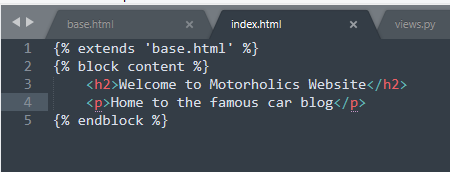 base.html × index.html × views.py
1 {% extends 'base.html' %}
2 {% block content %}
3 <h2>Welcome to Motorholics Website</h2>
4 <p>Home to the famous car blog</p>
5 {% endblock %}